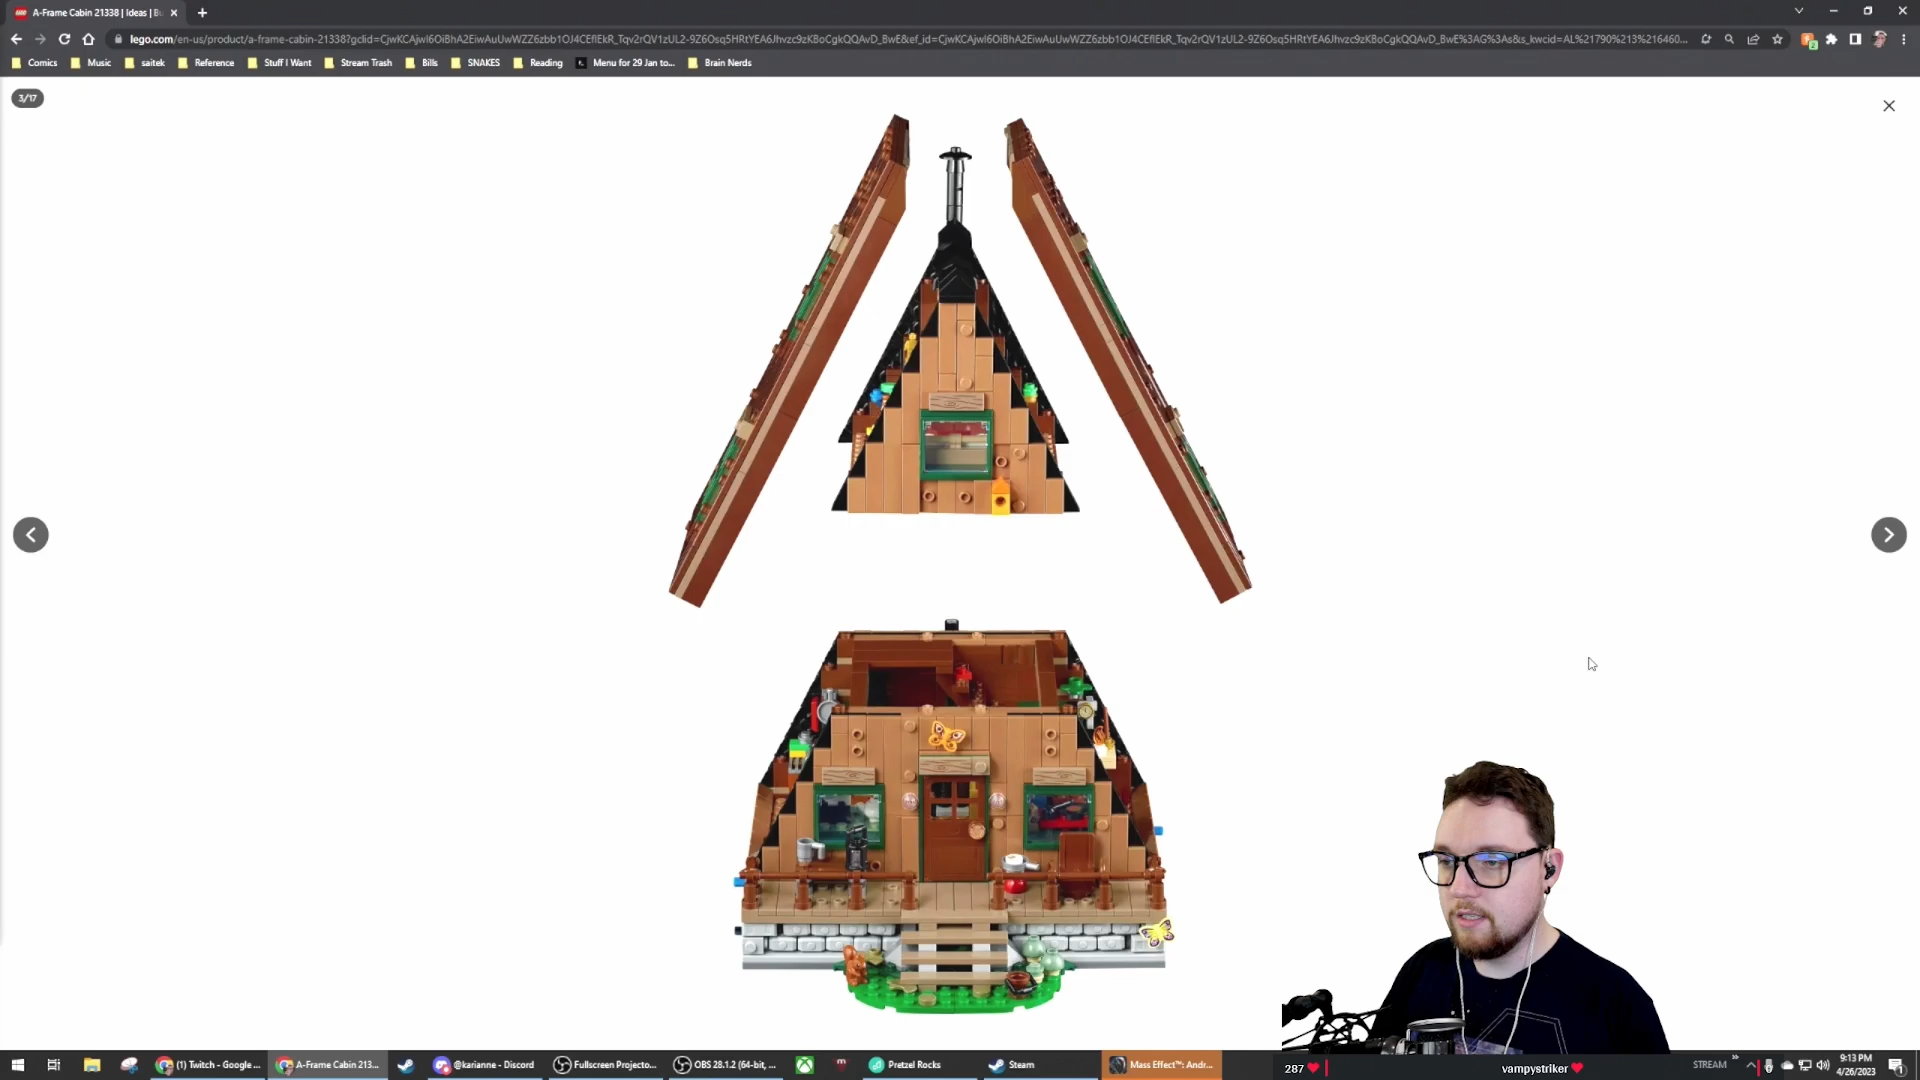 A-Frame Cabin 21338 | Ideas | Bu
lego.com/en-us/product/a-frame-cabin-21338?gclid=
Comics Music saitek Reference Stuff I Want Stream Trash Bills SNAKES Reading Menu for 29 Jan to... Brain Nerds
3/17
(1) Twitch - Google ... A-Frame Cabin 213... @karianne - Discord Fullscreen Projecto... OBS 28.1.2 (64-bit, ... Pretzel Rocks Steam Mass Effect™: Andr...
287
vampystriker
STREAM
9:13 PM
4/26/2023